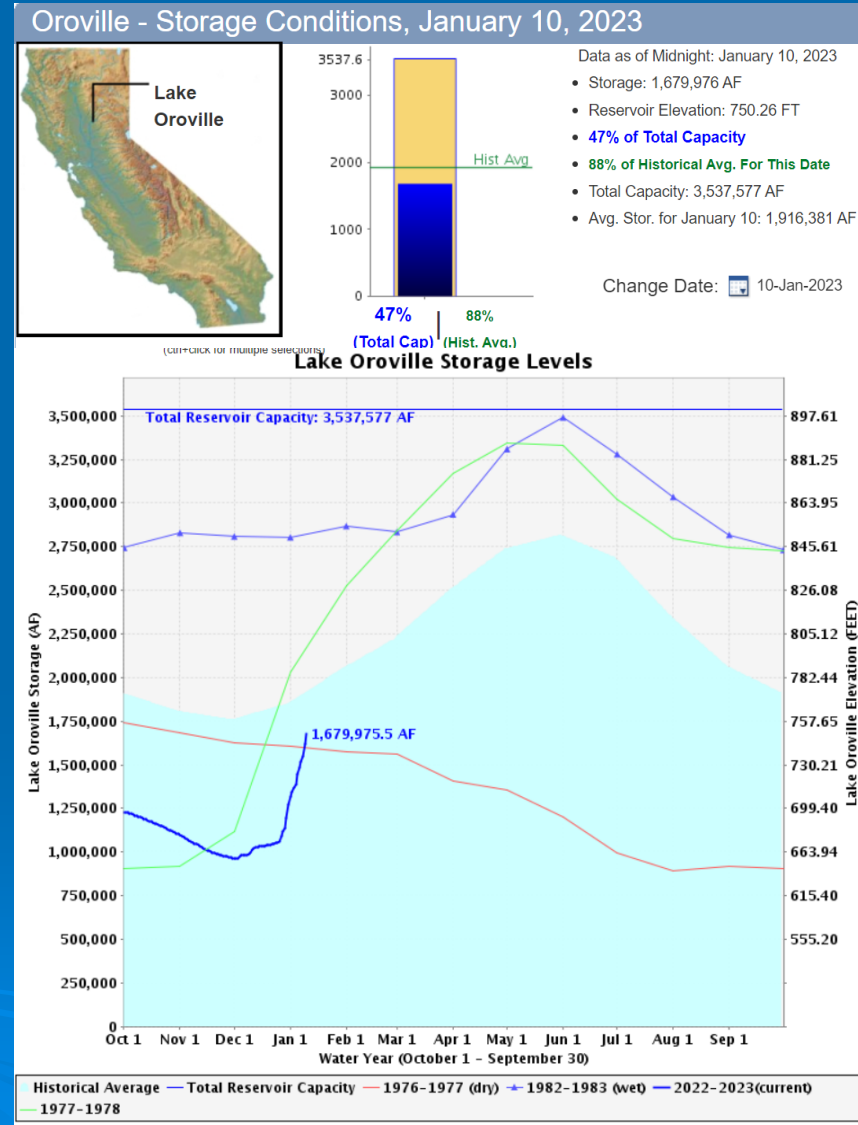 Oroville - Storage Conditions, January 10, 2023
Lake
Oroville
3537.6
3000
2000
1000
0
Hist Avg
47%
88%
(Total Cap)
(Hist. Avg.)
Data as of Midnight: January 10, 2023
• Storage: 1,679,976 AF
• Reservoir Elevation: 750.26 FT
• 47% of Total Capacity
• 88% of Historical Avg. For This Date
• Total Capacity: 3,537,577 AF
• Avg. Stor. for January 10: 1,916,381 AF
Change Date: 10-Jan-2023
(ctrl+click for multiple selections)
Lake Oroville Storage Levels
Total Reservoir Capacity: 3,537,577 AF
1,679,975.5 AF
Lake Oroville Storage (AF)
3,500,000
3,250,000
3,000,000
2,750,000
2,500,000
2,250,000
2,000,000
1,750,000
1,500,000
1,250,000
1,000,000
750,000
500,000
250,000
0
897.61
881.25
863.95
845.61
826.08
805.12
782.44
757.65
730.21
699.40
663.94
615.40
555.20
Lake Oroville Elevation (FEET)
Oct 1 Nov 1 Dec 1 Jan 1 Feb 1 Mar 1 Apr 1 May 1 Jun 1 Jul 1 Aug 1 Sep 1
Water Year (October 1 - September 30)
Historical Average Total Reservoir Capacity 1976-1977 (dry) 1982-1983 (wet) 2022-2023(current)
1977-1978